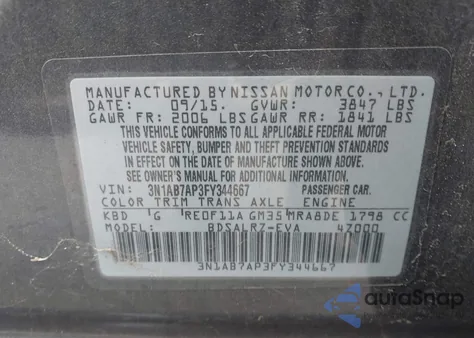 MANUFACTURED BY NISSAN MOTOR CO., LTD.
DATE: 09/15. GVWR: 3847 LBS
GAWR FR: 2006 LBS GAWR RR: 1841 LBS
THIS VEHICLE CONFORMS TO ALL APPLICABLE FEDERAL MOTOR
VEHICLE SAFETY, BUMPER AND THEFT PREVENTION
STANDARDS IN EFFECT ON THE DATE OF MANUFACTURE SHOWN ABOVE.
SEE OWNER'S MANUAL FOR ADDITIONAL INFORMATION.
VIN: 3N1AB7AP3FY344667 PASSENGER CAR.
COLOR TRIM TRANS AXLE ENGINE
KBD G RE0F11A GM35 MRA8DE 1798 CC
BDSALRZ-EVA 4Z000
3N1AB7AP3FY344667
autoSnap